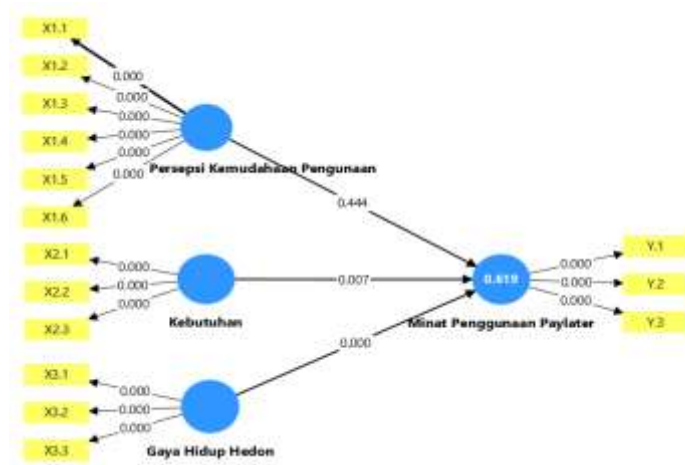 X1.1
X1.2
X1.3
X1.4
X1.5
X1.6
0.000
0.000
0.000
0.000
0.000
0.000
Persepsi Kemudahaan Pengunaan
0.444
X2.1
X2.2
X2.3
0.000
0.000
0.000
Kebutuhan
0.007
0.619
Minat Penggunaan Paylater
0.000
0.000
0.000
Y.1
Y.2
Y.3
0.000
X3.1
X3.2
X3.3
0.000
0.000
0.000
Gaya Hidup Hedon